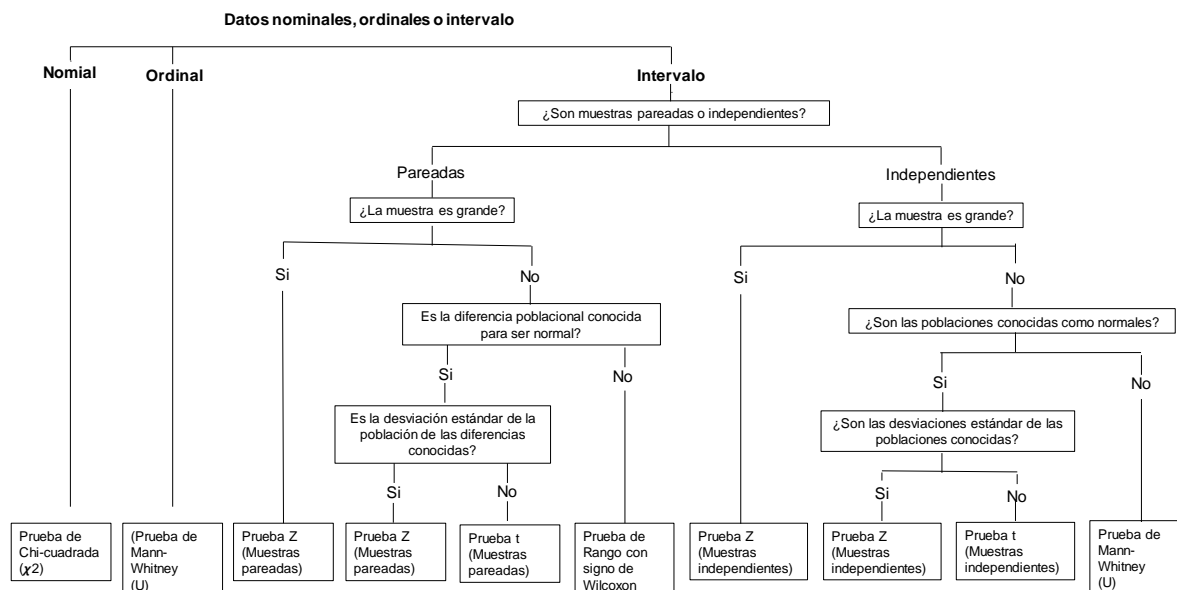 Datos nominales, ordinales o intervalo
Nomial
Ordinal
Intervalo
¿Son muestras pareadas o independientes?
Pareadas
Independientes
¿La muestra es grande?
¿La muestra es grande?
Si
No
Si
No
Es la diferencia poblacional conocida
para ser normal?
¿Son las poblaciones conocidas como normales?
Si
No
Si
No
Es la desviación estándar de la
población de las diferencias
conocidas?
¿Son las desviaciones estándar de las
poblaciones conocidas?
Si
No
Si
No
Prueba de
Chi-cuadrada
(χ2)
(Prueba de
Mann-
Whitney
(U)
Prueba Z
(Muestras
pareadas)
Prueba Z
(Muestras
pareadas)
Prueba t
(Muestras
pareadas)
Prueba de
Rango con
signo de
Wilcoxon
Prueba Z
(Muestras
independientes)
Prueba Z
(Muestras
independientes)
Prueba t
(Muestras
independientes)
Prueba de
Mann-
Whitney
(U)